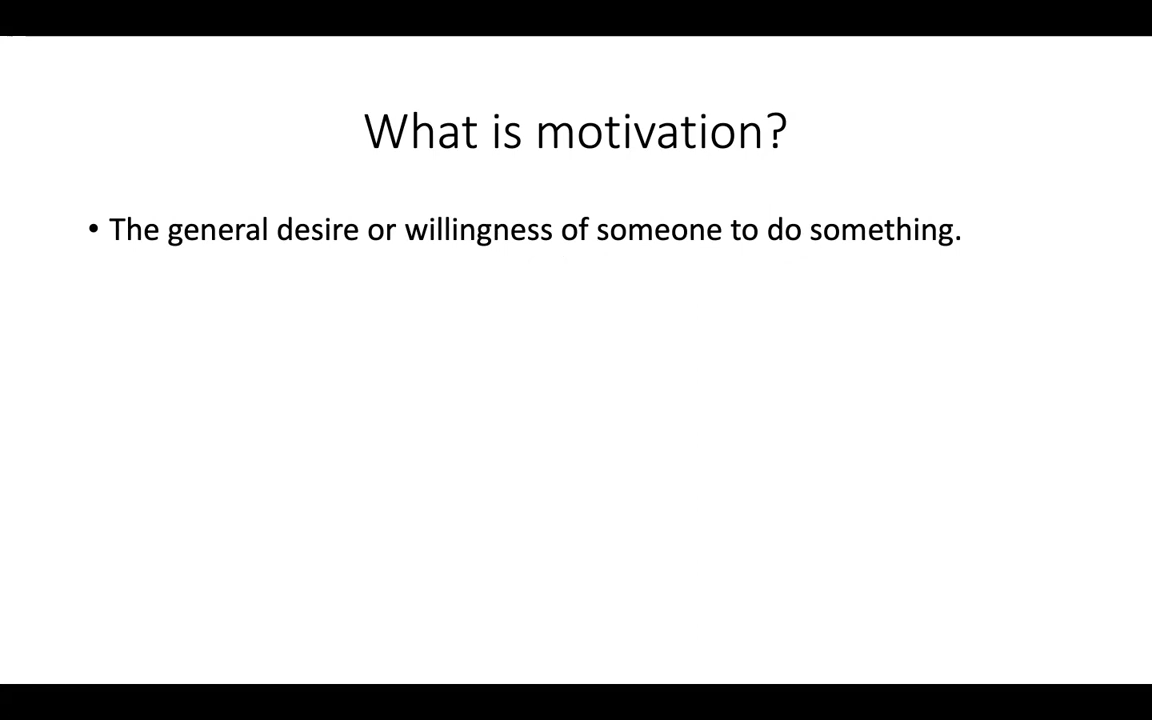 What is motivation?
• The general desire or willingness of someone to do something.